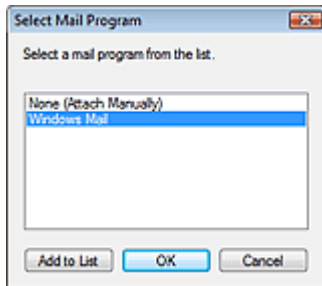 Select Mail Program
Select a mail program from the list.
None (Attach Manually)
Windows Mail
Add to List
OK
Cancel